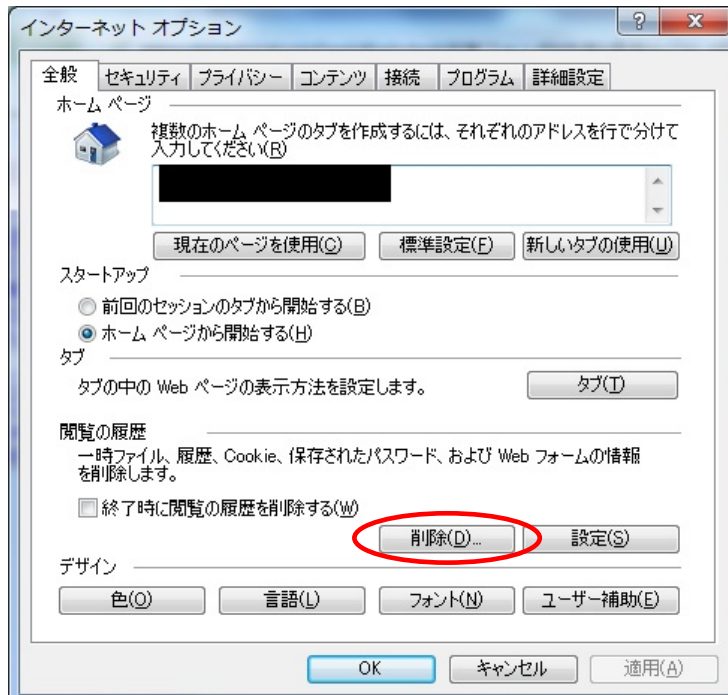 インターネット オプション
全般 セキュリティ プライバシー コンテンツ 接続 プログラム 詳細設定
ホーム ページ
複数のホーム ページのタブを作成するには、それぞれのアドレスを行で分けて
入力してください(R)
現在のページを使用(C) 標準設定(F) 新しいタブの使用(U)
スタートアップ
前回のセッションのタブから開始する(B)
ホーム ページから開始する(H)
タブ
タブの中の Web ページの表示方法を設定します。 タブ(T)
閲覧の履歴
一時ファイル、履歴、Cookie、保存されたパスワード、および Web フォームの情報
を削除します。
終了時に閲覧の履歴を削除する(W)
削除(D)... 設定(S)
デザイン
色(O) 言語(L) フォント(N) ユーザー補助(E)
OK キャンセル 適用(A)